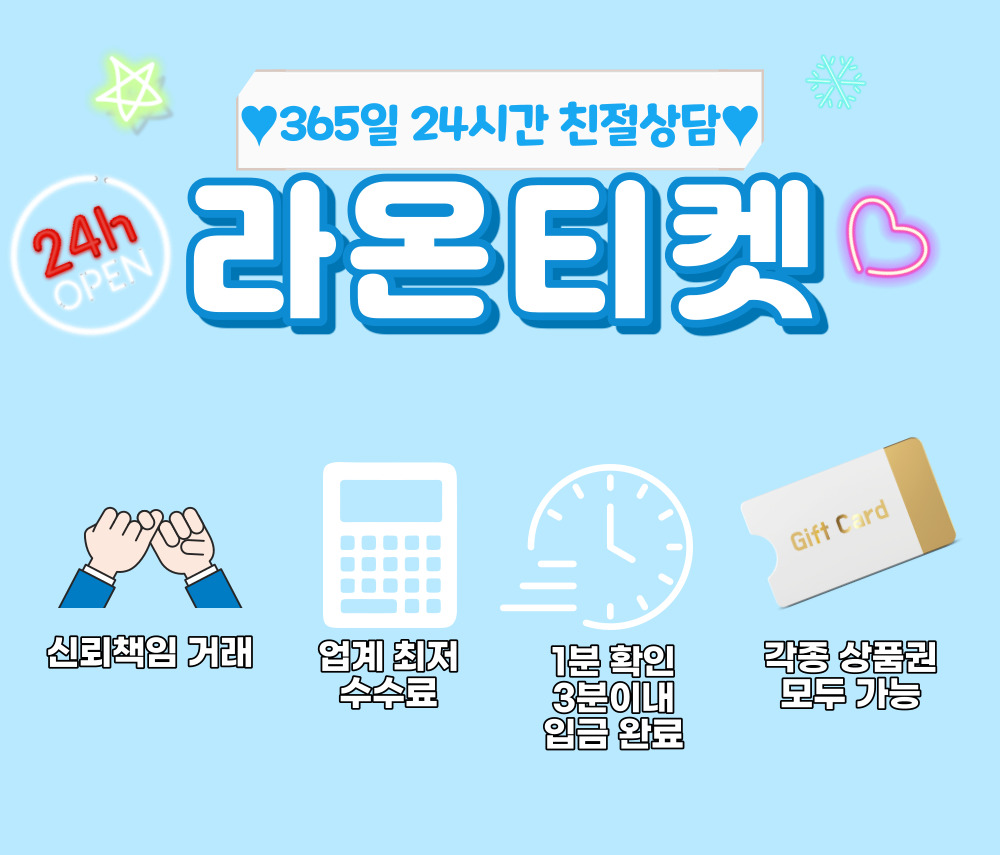 ♥365일 24시간 친절상담♥
라온티켓
24h
OPEN
Gift Card
신뢰책임 거래
업계 최저
수수료
1분 확인
3분이내
입금 완료
각종 상품권
모두 가능